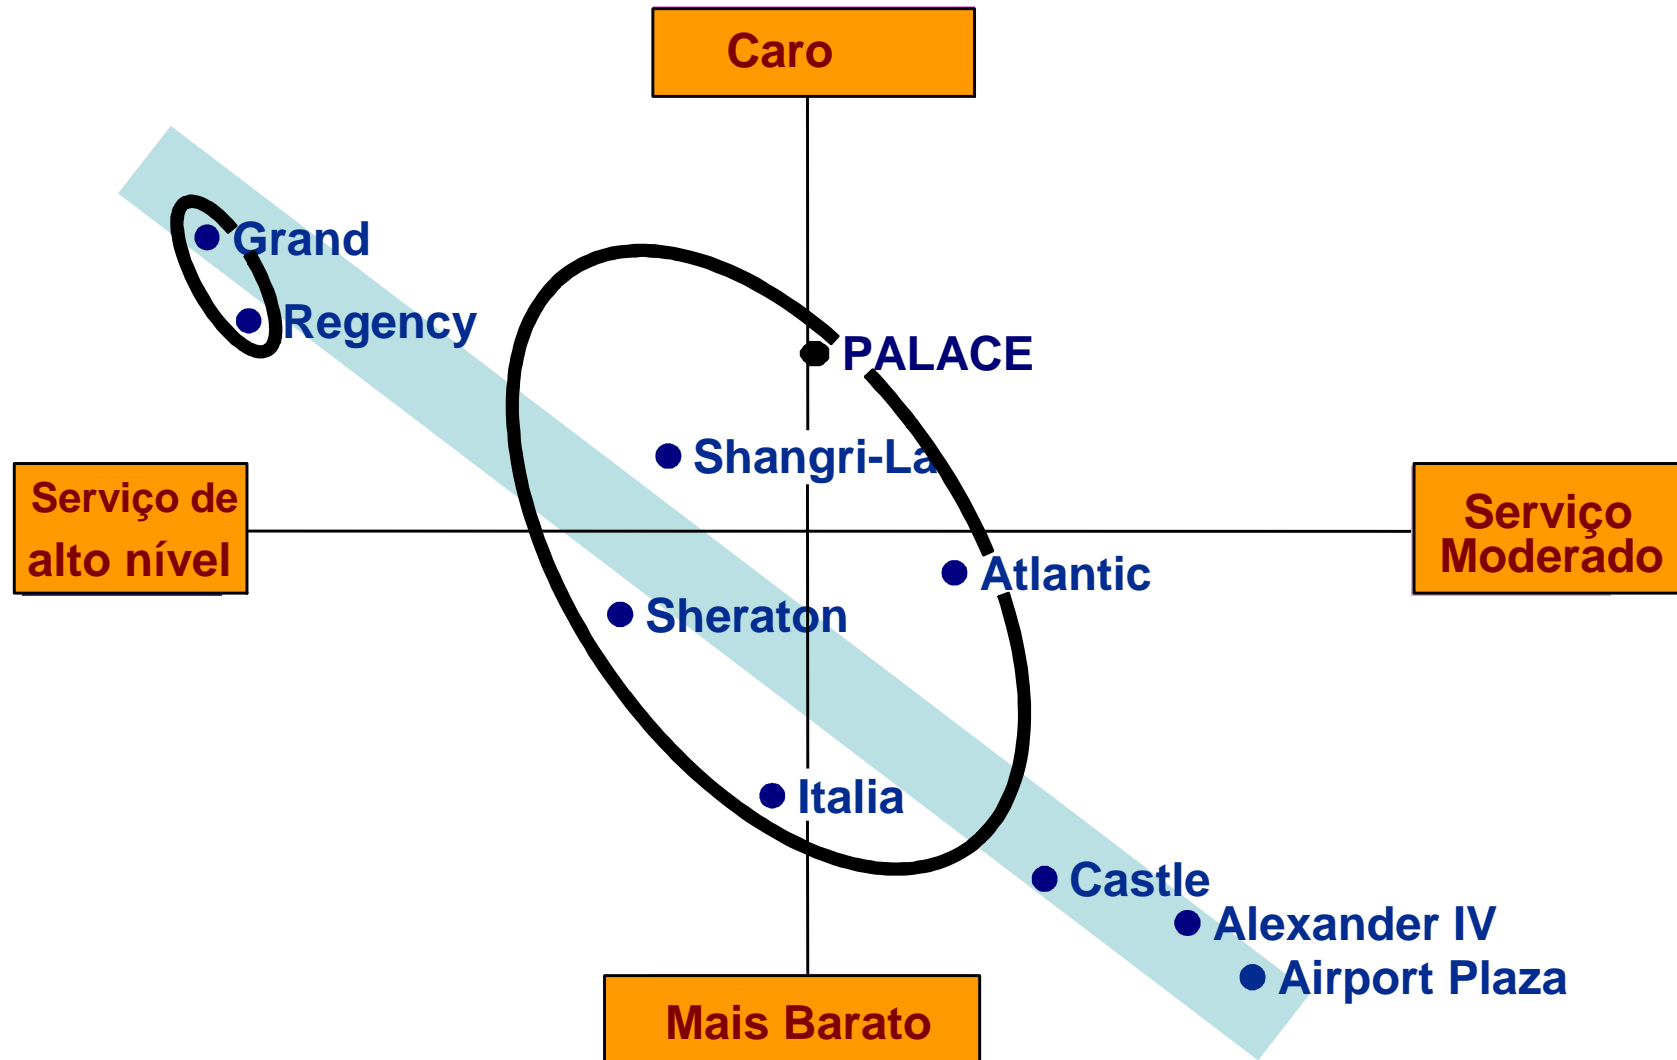 Caro
Grand
Regency
PALACE
Shangri-La
Serviço de
alto nível
Serviço
Moderado
Atlantic
Sheraton
Italia
Castle
Alexander IV
Airport Plaza
Mais Barato